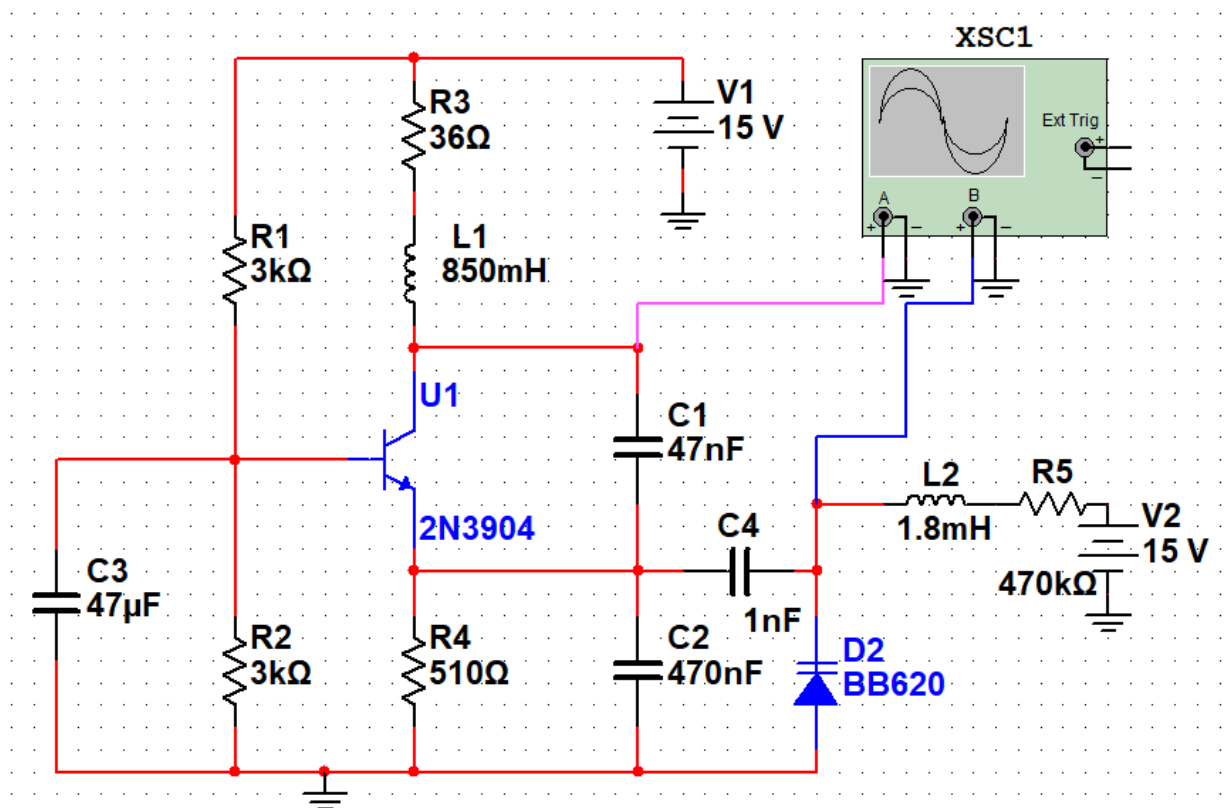 XSC1
Ext Trig
+
−
A
B
+
−
+
−
V1
15 V
R3
36Ω
R1
3kΩ
L1
850mH
U1
2N3904
C1
47nF
L2
1.8mH
R5
470kΩ
V2
15 V
C4
1nF
C3
47µF
R2
3kΩ
R4
510Ω
C2
470nF
D2
BB620